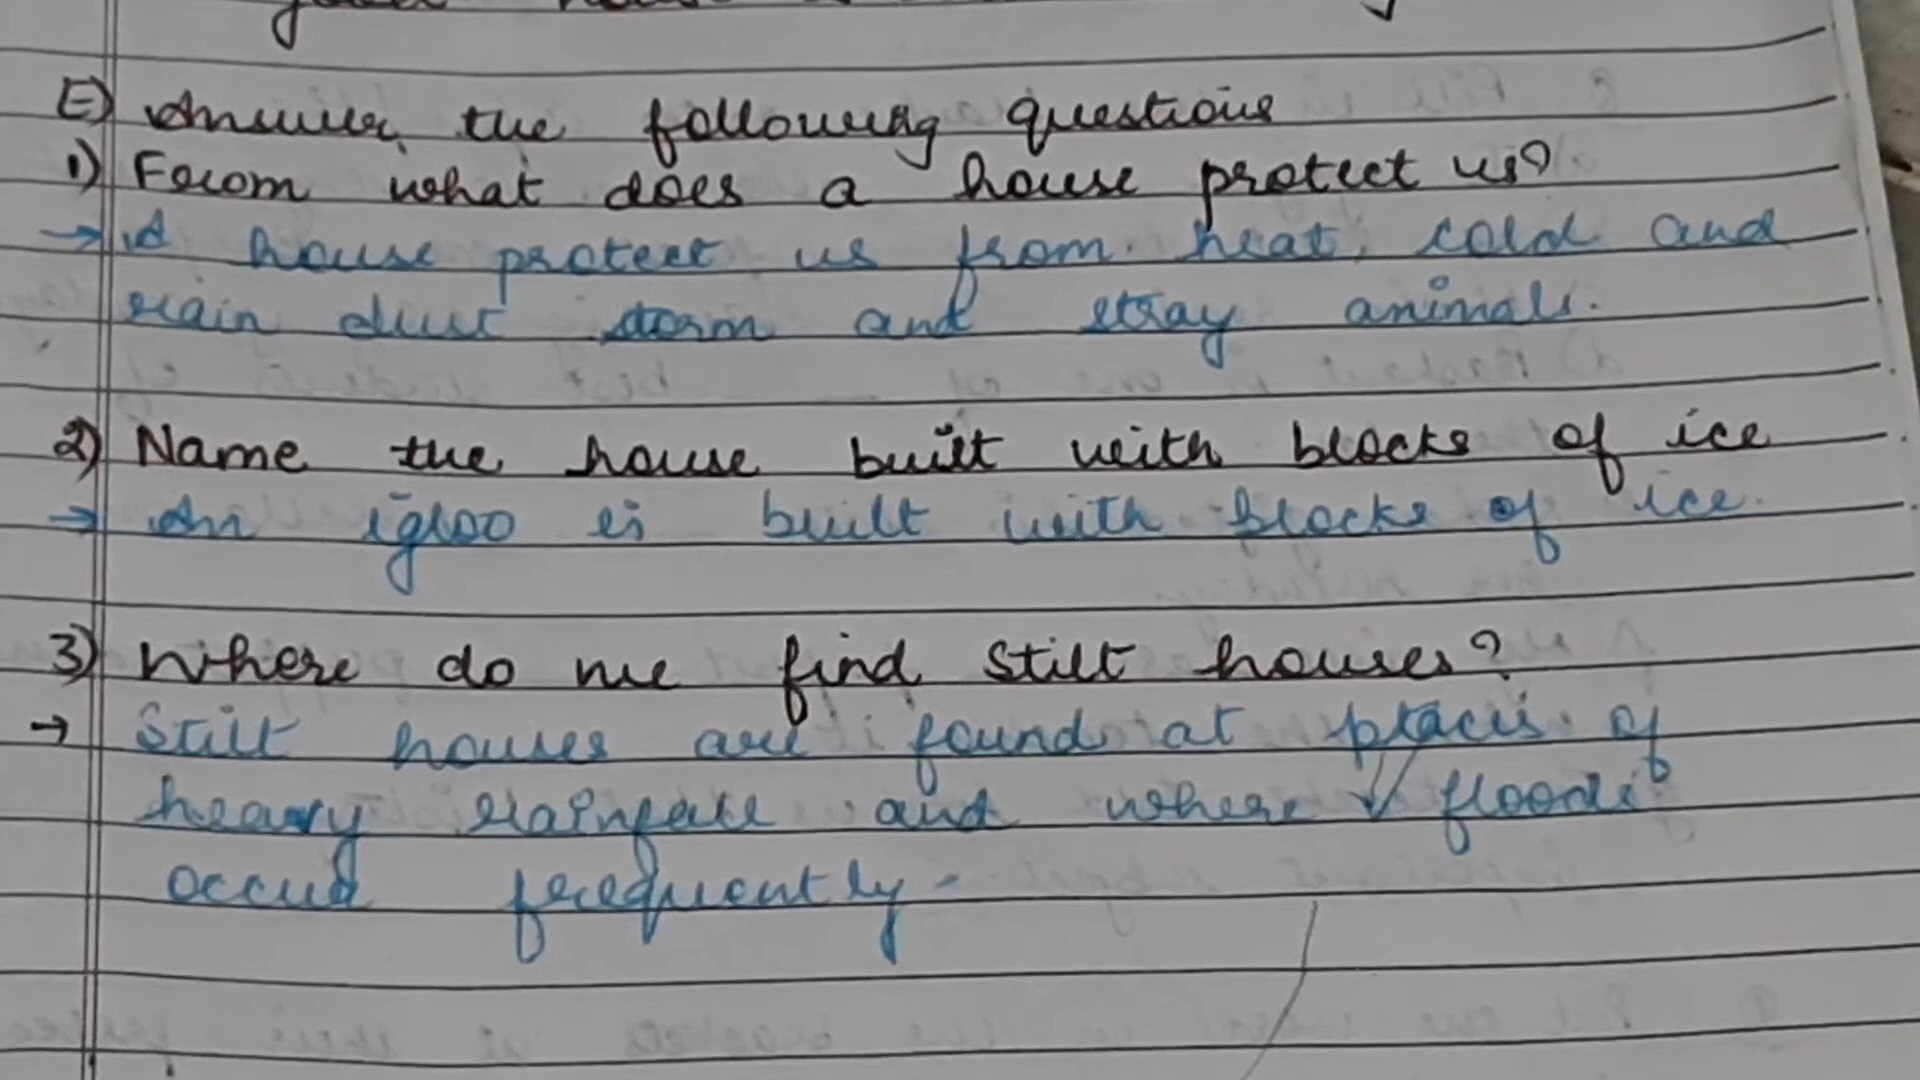 E) Answer the following questions
1) From what does a house protect us?
→ A house protect us from heat, cold and
rain dust storm and stray animals.
2) Name the house built with blocks of ice
→ An igloo is built with blocks of ice.
3) Where do we find stilt houses?
→ Stilt houses are found at places of
heavy rainfall and where floods
occur frequently.